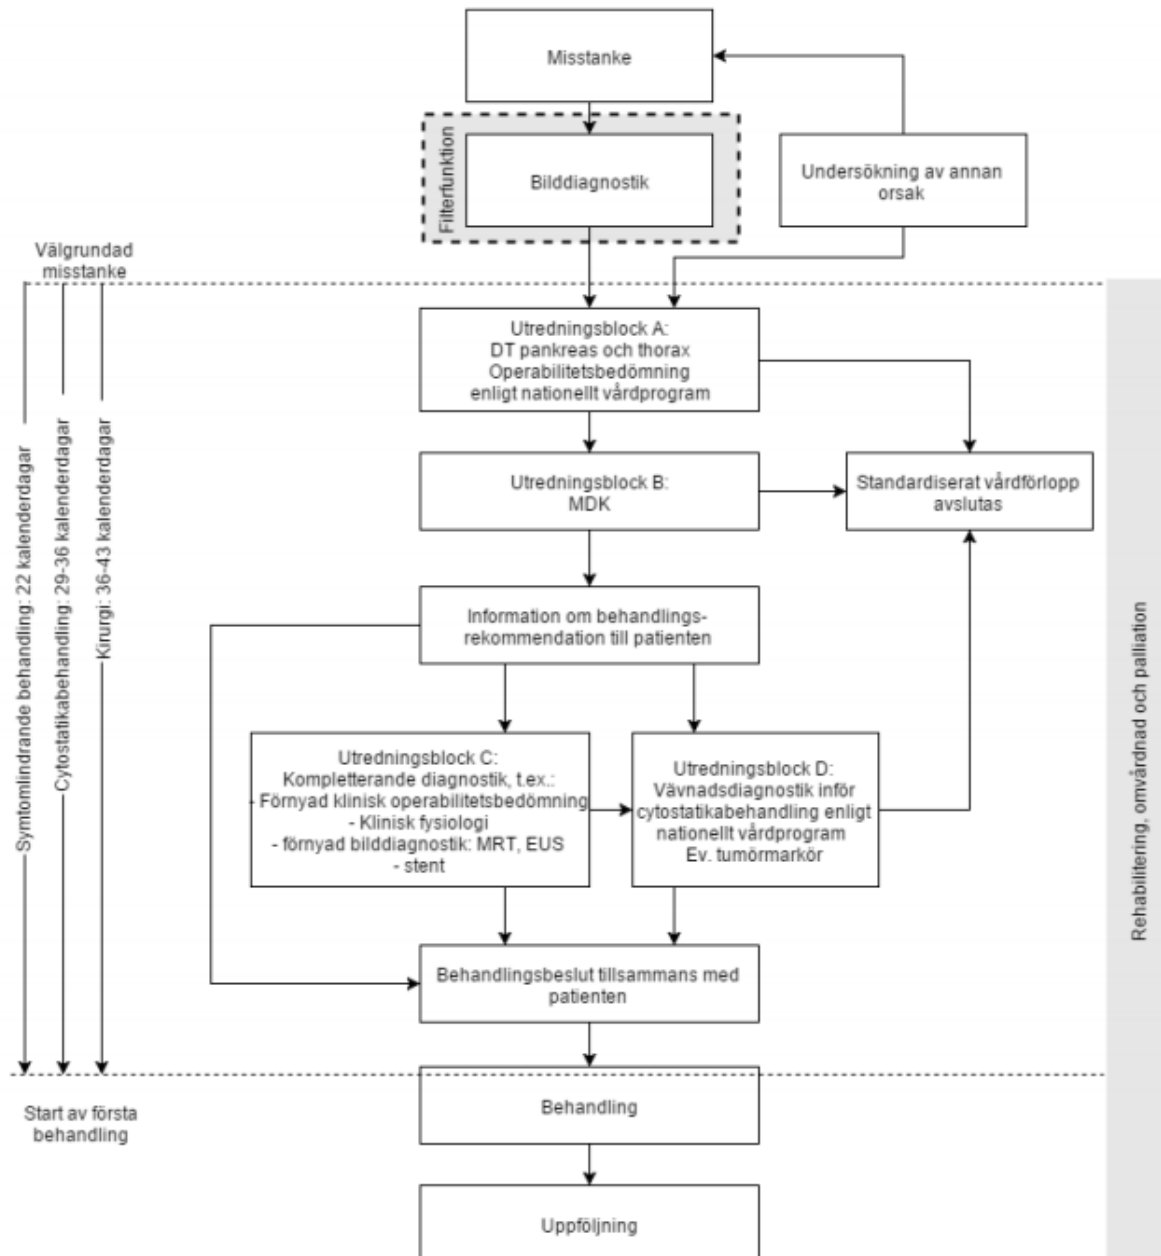 Misstanke
Filterfunktion
Bilddiagnostik
Undersökning av annan
orsak
Välgrundad
misstanke
Symtomlindrande behandling: 22 kalenderdagar
Cytostatikabehandling: 29-36 kalenderdagar
Kirurgi: 36-43 kalenderdagar
Utredningsblock A:
DT pankreas och thorax
Operabilitetsbedömning
enligt nationellt vårdprogram
Utredningsblock B:
MDK
Standardiserat vårdförlopp
avslutas
Information om behandlings-
rekommendation till patienten
Utredningsblock C:
Kompletterande diagnostik, t.ex.:
- Förnyad klinisk operabilitetsbedömning
- Klinisk fysiologi
- förnyad bilddiagnostik: MRT, EUS
- stent
Utredningsblock D:
Vävnadsdiagnostik inför
cytostatikabehandling enligt
nationellt vårdprogram
Ev. tumörmarkör
Behandlingsbeslut tillsammans med
patienten
Rehabilitering, omvårdnad och palliation
Start av första
behandling
Behandling
Uppföljning